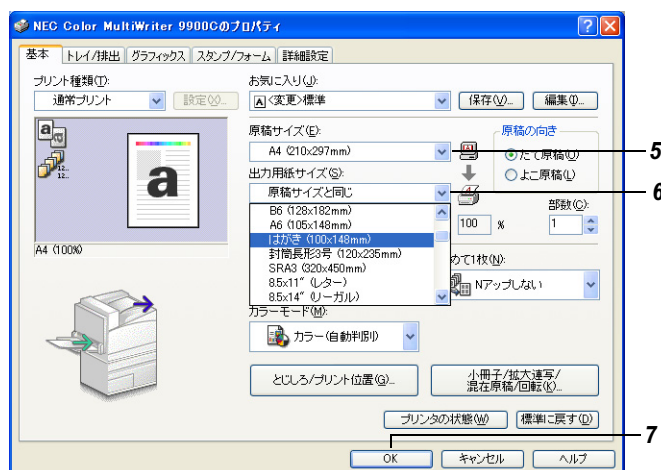 NEC Color MultiWriter 9900Cのプロパティ
基本 トレイ/排出 グラフィックス スタンプ/フォーム 詳細設定
プリント種類(T): お気に入り(J):
通常プリント 設定(X)... <変更>標準 保存(V)... 編集(I)...
原稿サイズ(E): 原稿の向き
A4 (210x297mm) たて原稿(U) 5
出力用紙サイズ(S): よこ原稿(L)
原稿サイズと同じ 6
B6 (128x182mm) 部数(C):
A6 (105x148mm) 100 % 1
はがき (100x148mm)
A4 (100%) 封筒長形3号 (120x235mm) めて1枚(N):
SRA3 (320x450mm)
8.5x11" (レター) Nアップしない
8.5x14" (リーガル)
カラーモード(M):
カラー(自動判別)
とじしろ/プリント位置(G)... 小冊子/拡大連写/
混在原稿/回転(K)...
プリンタの状態(W) 標準に戻す(D)
7
OK キャンセル ヘルプ